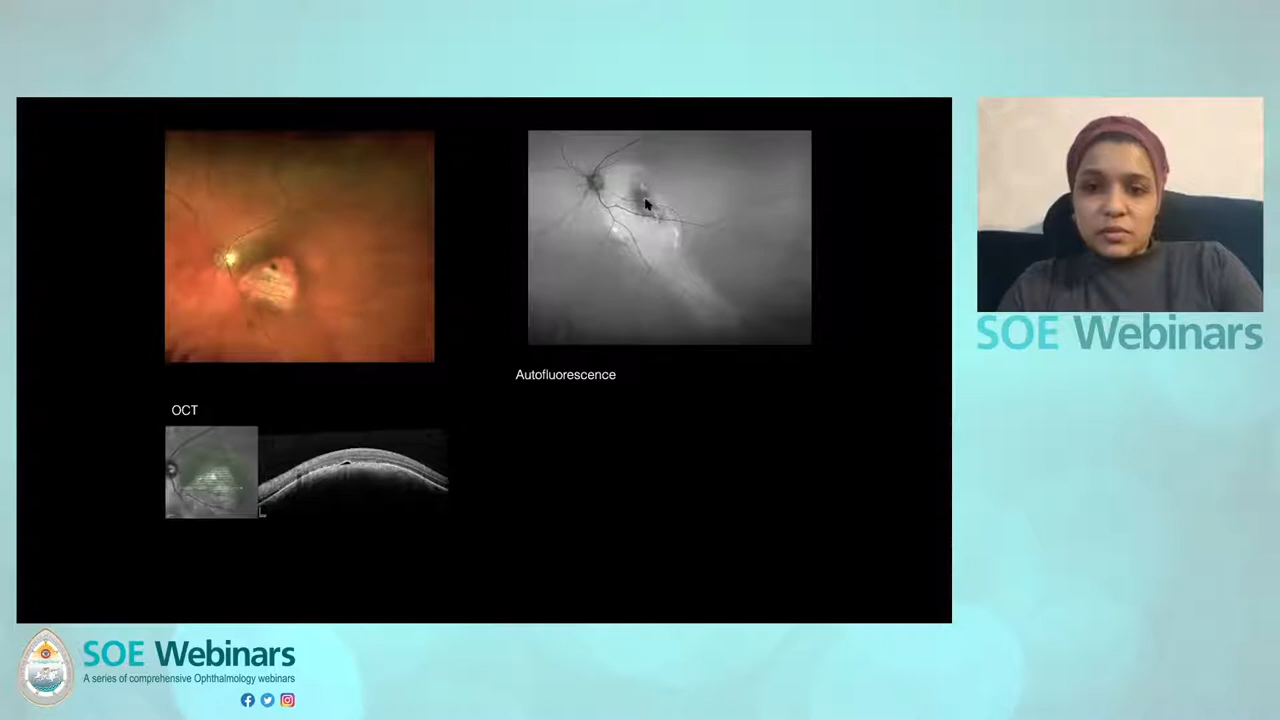 Autofluorescence
OCT
SOE Webinars
SOE Webinars
A series of comprehensive Ophthalmology webinars